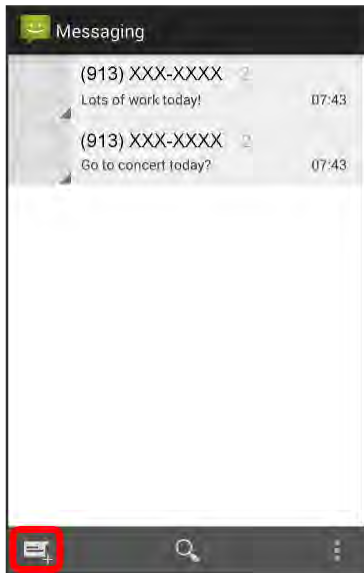 Messaging
(913) XXX-XXXX 2
Lots of work today! 07:43
(913) XXX-XXXX 2
Go to concert today? 07:43